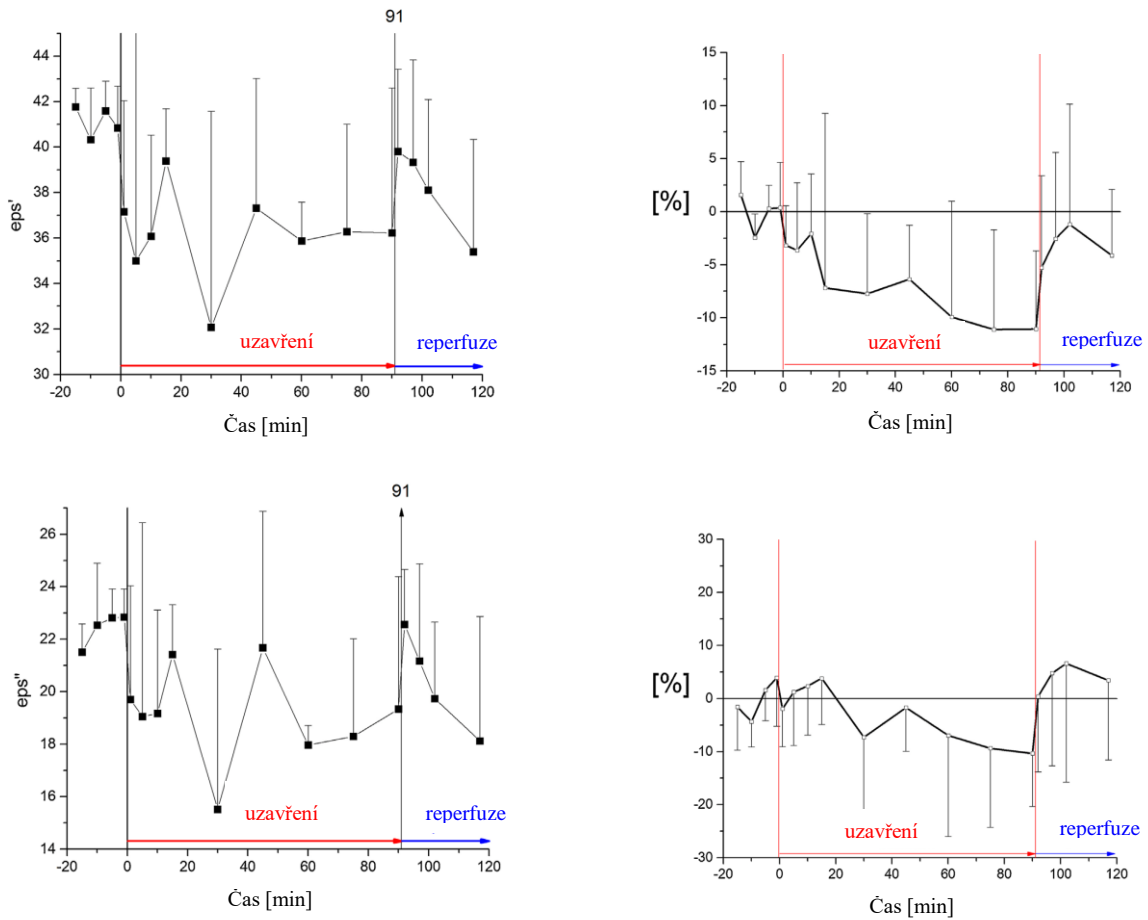 91
44
42
40
38
36
34
32
30
eps'
uzavření
reperfuze
-20 0 20 40 60 80 100 120
Čas [min]
15
10
5
0
-5
-10
-15
[%]
uzavření
reperfuze
-20 0 20 40 60 80 100 120
Čas [min]
91
26
24
22
20
18
16
14
eps"
uzavření
reperfuze
-20 0 20 40 60 80 100 120
Čas [min]
30
20
10
0
-10
-20
-30
[%]
uzavření
reperfuze
-20 0 20 40 60 80 100 120
Čas [min]